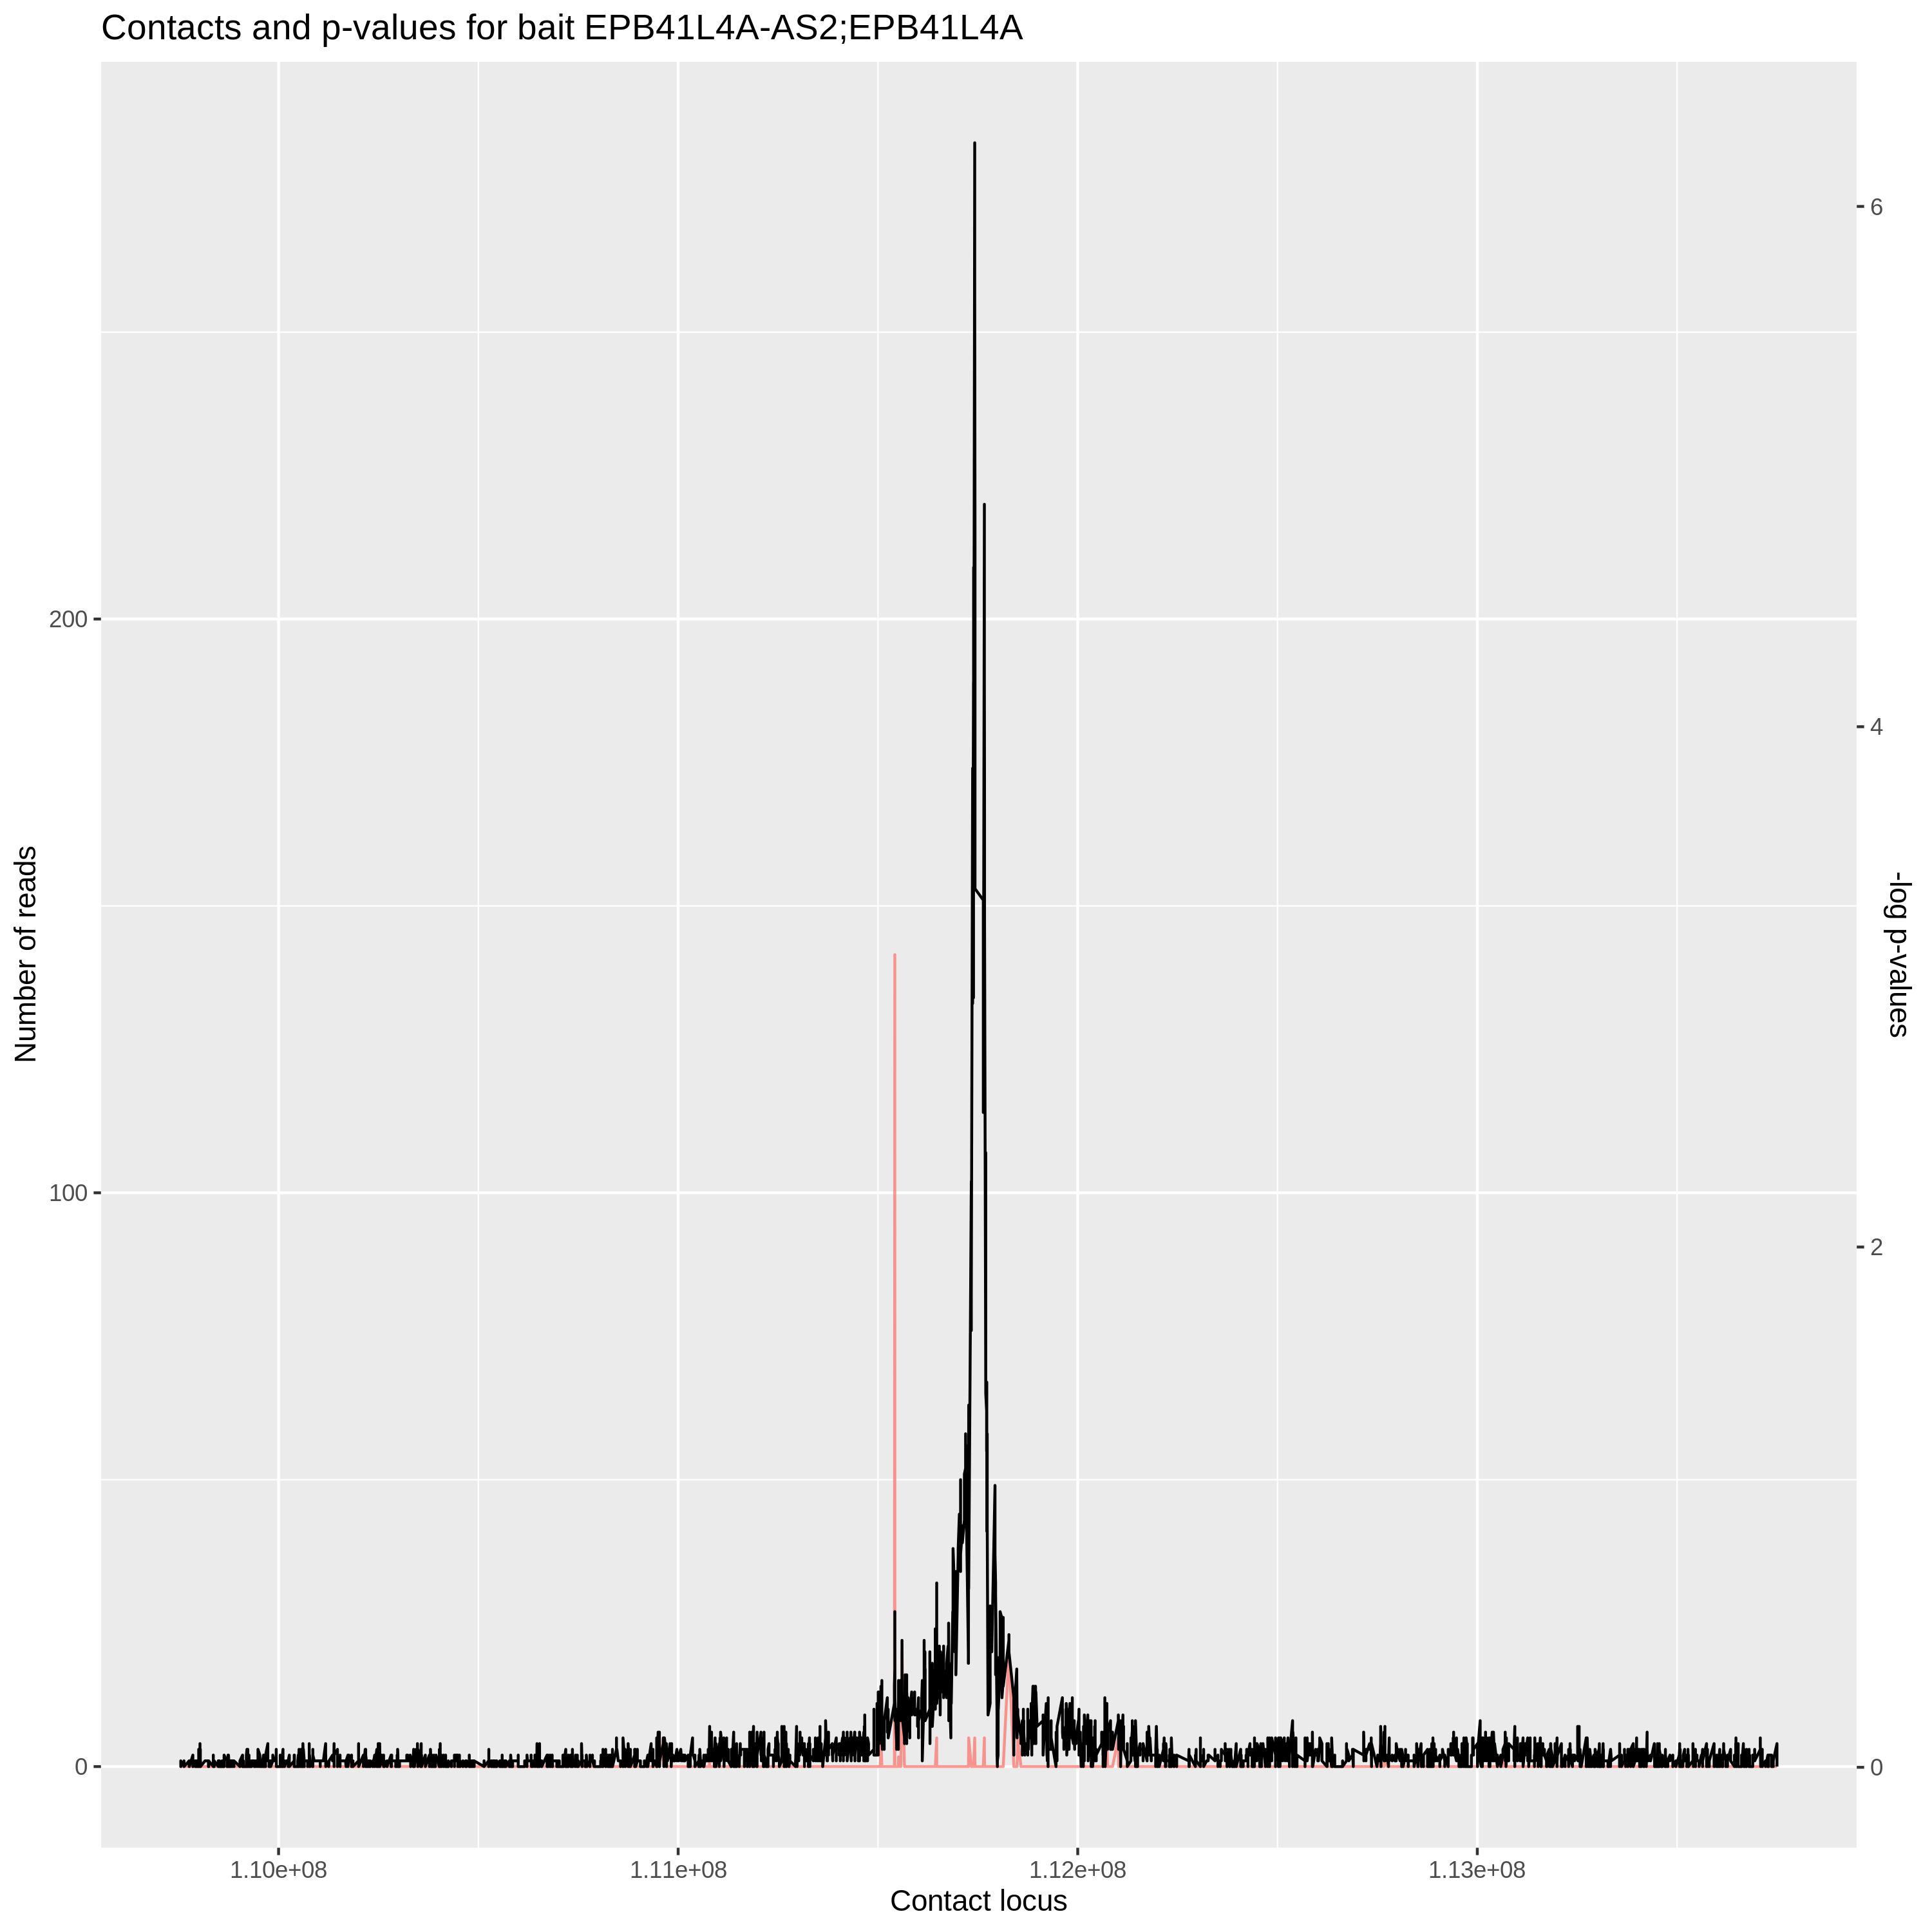 Contacts and p-values for bait EPB41L4A-AS2;EPB41L4A
6
200
4
Number of reads
-log p-values
100
2
0
0
1.10e+08
1.11e+08
1.12e+08
1.13e+08
Contact locus